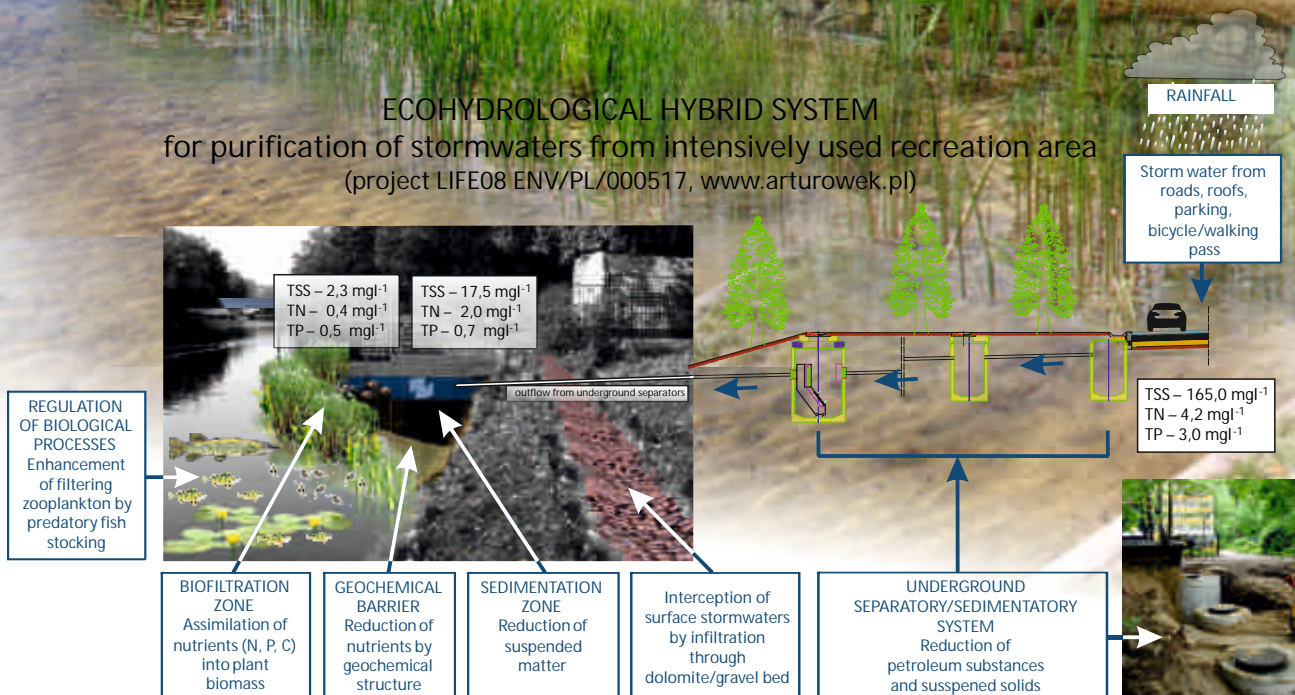 ECOHYDROLOGICAL HYBRID SYSTEM
for purification of stormwaters from intensively used recreation area
(project LIFE08 ENV/PL/000517, www.arturowek.pl)
RAINFALL
Storm water from
roads, roofs,
parking,
bicycle/walking
pass
TSS – 2,3 mgl-1
TN – 0,4 mgl-1
TP – 0,5 mgl-1
TSS – 17,5 mgl-1
TN – 2,0 mgl-1
TP – 0,7 mgl-1
outflow from underground separators
TSS – 165,0 mgl-1
TN – 4,2 mgl-1
TP – 3,0 mgl-1
REGULATION
OF BIOLOGICAL
PROCESSES
Enhancement
of filtering
zooplankton by
predatory fish
stocking
BIOFILTRATION
ZONE
Assimilation of
nutrients (N, P, C)
into plant
biomass
GEOCHEMICAL
BARRIER
Reduction of
nutrients by
geochemical
structure
SEDIMENTATION
ZONE
Reduction of
suspended
matter
Interception of
surface stormwaters
by infiltration
through
dolomite/gravel bed
UNDERGROUND
SEPARATORY/SEDIMENTATORY
SYSTEM
Reduction of
petroleum substances
and susspened solids